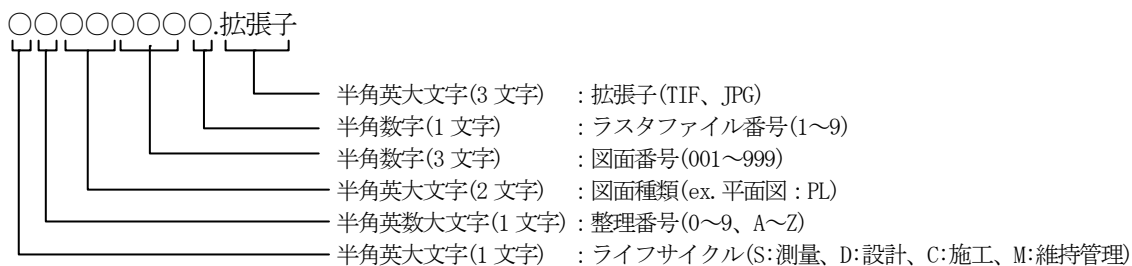 ○○○○○○○○.拡張子
半角英大文字(3 文字) :拡張子(TIF、JPG)
半角数字(1 文字) :ラスタファイル番号(1～9)
半角数字(3 文字) :図面番号(001～999)
半角英大文字(2 文字) :図面種類(ex.平面図:PL)
半角英数大文字(1 文字):整理番号(0～9、A～Z)
半角英大文字(1 文字) :ライフサイクル(S:測量、D:設計、C:施工、M:維持管理)